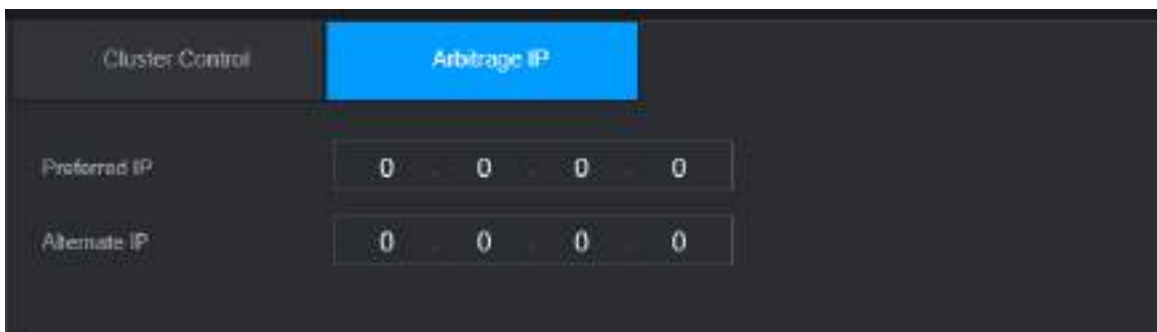 Cluster Control Arbitrage IP
Preferred IP 0 . 0 . 0 . 0
Alternate IP 0 . 0 . 0 . 0